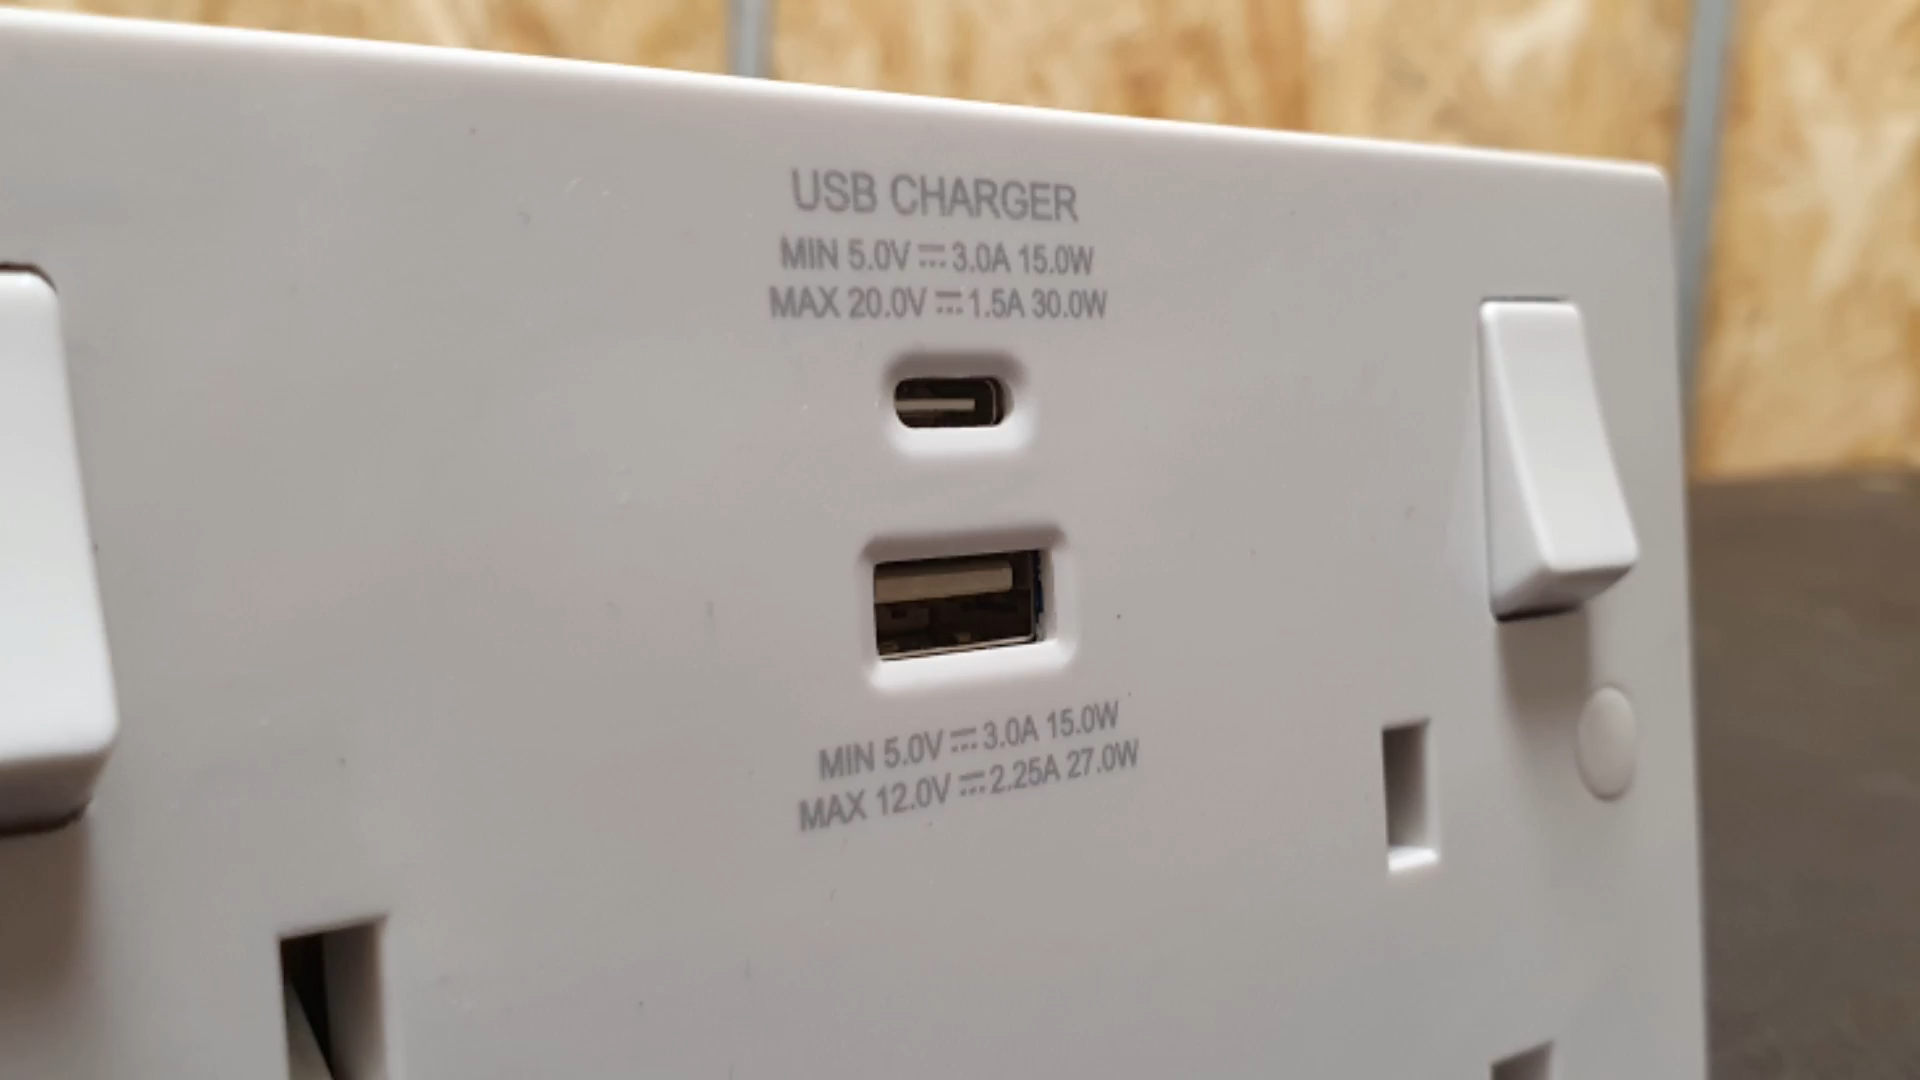 USB CHARGER
MIN 5.0V ⎓ 3.0A 15.0W
MAX 20.0V ⎓ 1.5A 30.0W
MIN 5.0V ⎓ 3.0A 15.0W
MAX 12.0V ⎓ 2.25A 27.0W